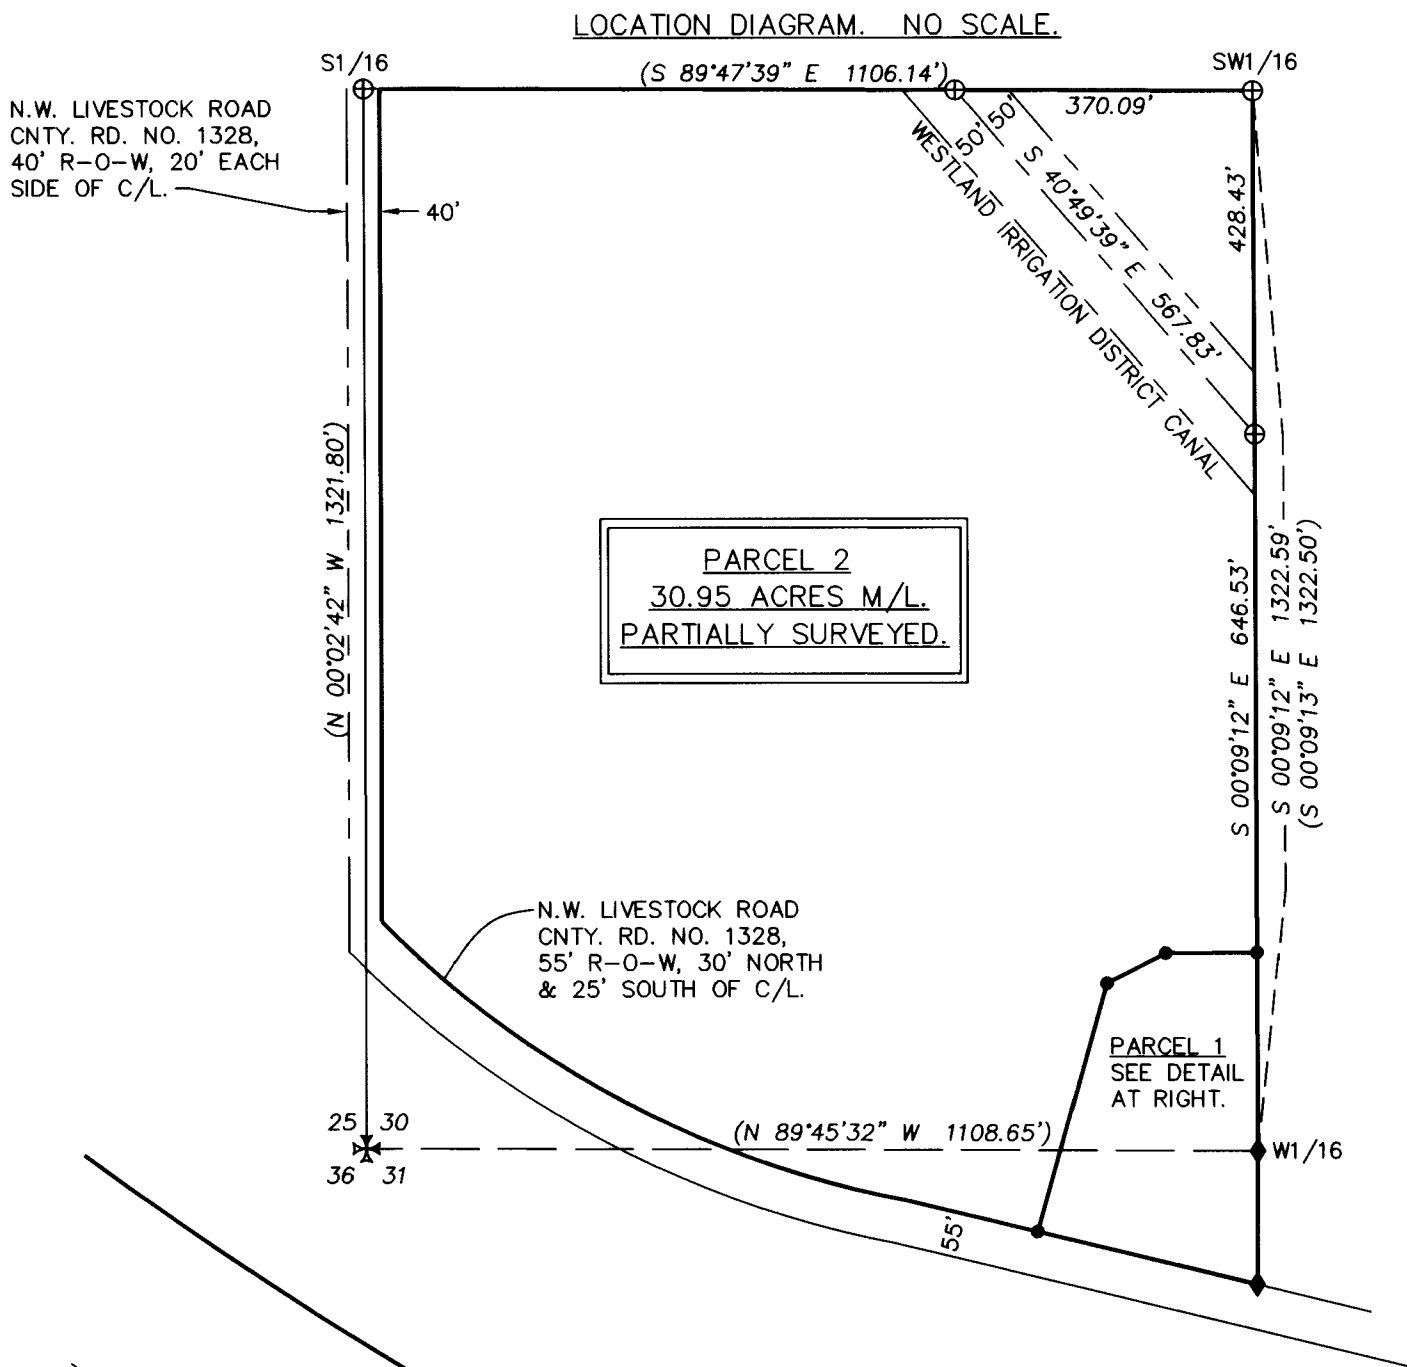 LOCATION DIAGRAM. NO SCALE.
S1/16
(S 89°47'39" E 1106.14')
SW1/16
370.09'
N.W. LIVESTOCK ROAD
CNTY. RD. NO. 1328,
40' R-O-W, 20' EACH
SIDE OF C/L.
40'
50'
50'
S 40°49'39" E 567.83'
WESTLAND IRRIGATION DISTRICT CANAL
428.43'
(N 00°02'42" W 1321.80')
PARCEL 2
30.95 ACRES M/L.
PARTIALLY SURVEYED.
S 00°09'12" E 646.53'
S 00°09'12" E 1322.59'
(S 00°09'13" E 1322.50')
N.W. LIVESTOCK ROAD
CNTY. RD. NO. 1328,
55' R-O-W, 30' NORTH
& 25' SOUTH OF C/L.
PARCEL 1
SEE DETAIL
AT RIGHT.
25 30
36 31
(N 89°45'32" W 1108.65')
W1/16
55'